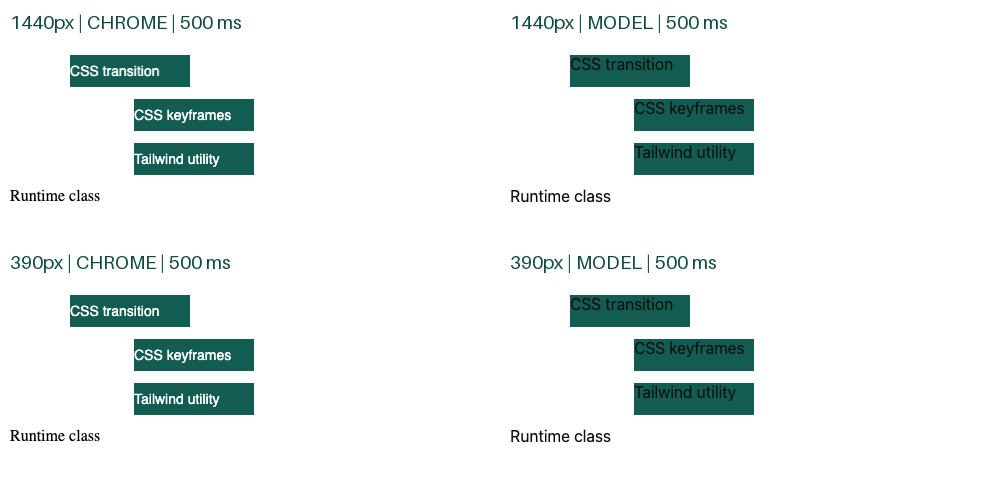 1440px | CHROME | 500 ms
CSS transition
CSS keyframes
Tailwind utility
Runtime class
1440px | MODEL | 500 ms
CSS transition
CSS keyframes
Tailwind utility
Runtime class
390px | CHROME | 500 ms
CSS transition
CSS keyframes
Tailwind utility
Runtime class
390px | MODEL | 500 ms
CSS transition
CSS keyframes
Tailwind utility
Runtime class